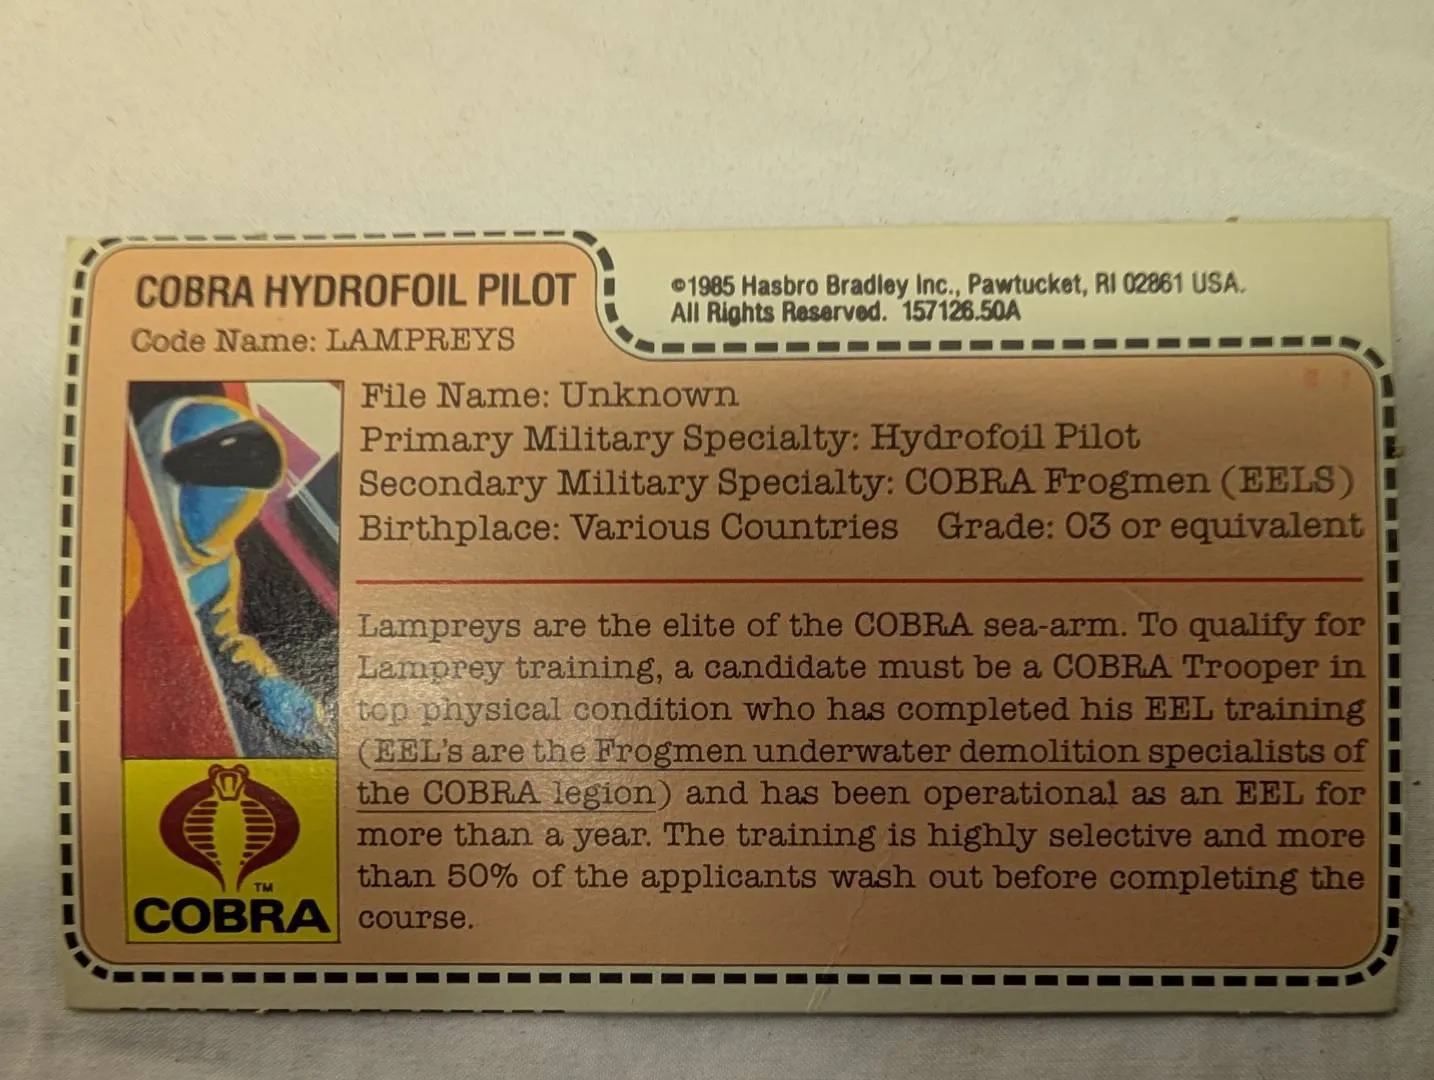 COBRA HYDROFOIL PILOT
Code Name: LAMPREYS
©1985 Hasbro Bradley Inc., Pawtucket, RI 02861 USA.
All Rights Reserved. 157126.50A
File Name: Unknown
Primary Military Specialty: Hydrofoil Pilot
Secondary Military Specialty: COBRA Frogmen (EELS)
Birthplace: Various Countries Grade: O3 or equivalent
Lampreys are the elite of the COBRA sea-arm. To qualify for
Lamprey training, a candidate must be a COBRA Trooper in
top physical condition who has completed his EEL training
(EEL's are the Frogmen underwater demolition specialists of
the COBRA legion) and has been operational as an EEL for
more than a year. The training is highly selective and more
than 50% of the applicants wash out before completing the
course.
TM
COBRA